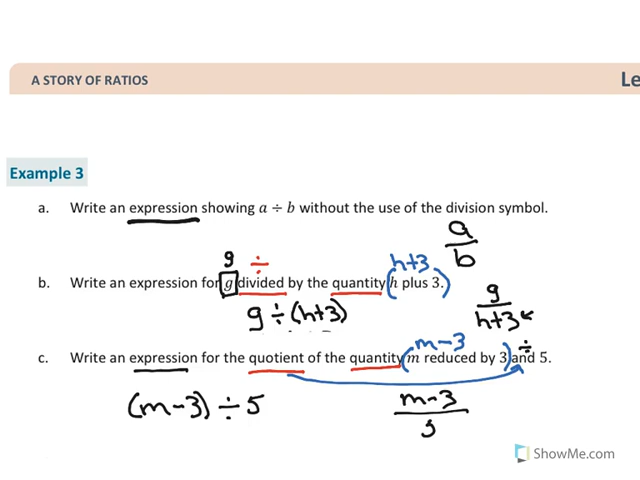 A STORY OF RATIOS Le
Example 3
a. Write an expression showing a ÷ b without the use of the division symbol.
a
b
g ÷ h+3
b. Write an expression for g divided by the quantity (h plus 3.)
g ÷ (h+3)
g
h+3
m-3 ÷
c. Write an expression for the quotient of the quantity (m reduced by 3) and 5.
(m-3) ÷ 5
m-3
5
ShowMe.com